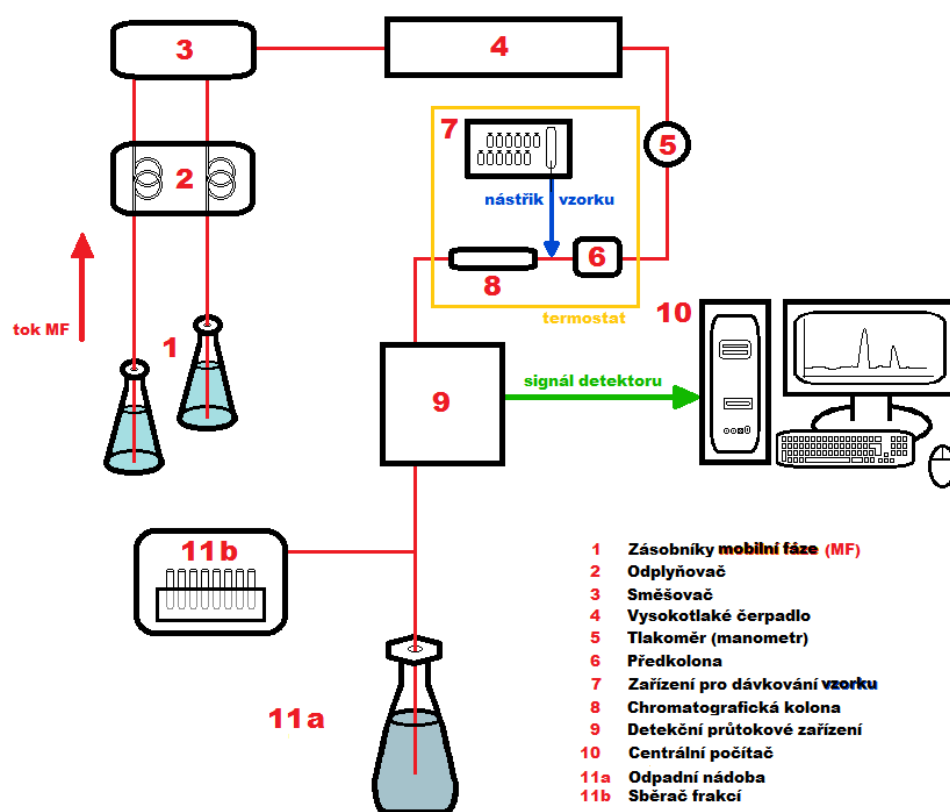 3
4
7
5
2
nástřik vzorku
6
8
tok MF
1
termostat
10
signál detektoru
9
11b
11a
1 Zásobníky mobilní fáze (MF)
2 Odplyňovač
3 Směšovač
4 Vysokotlaké čerpadlo
5 Tlakoměr (manometr)
6 Předkolona
7 Zařízení pro dávkování vzorku
8 Chromatografická kolona
9 Detekční průtokové zařízení
10 Centrální počítač
11a Odpadní nádoba
11b Sběrač frakcí